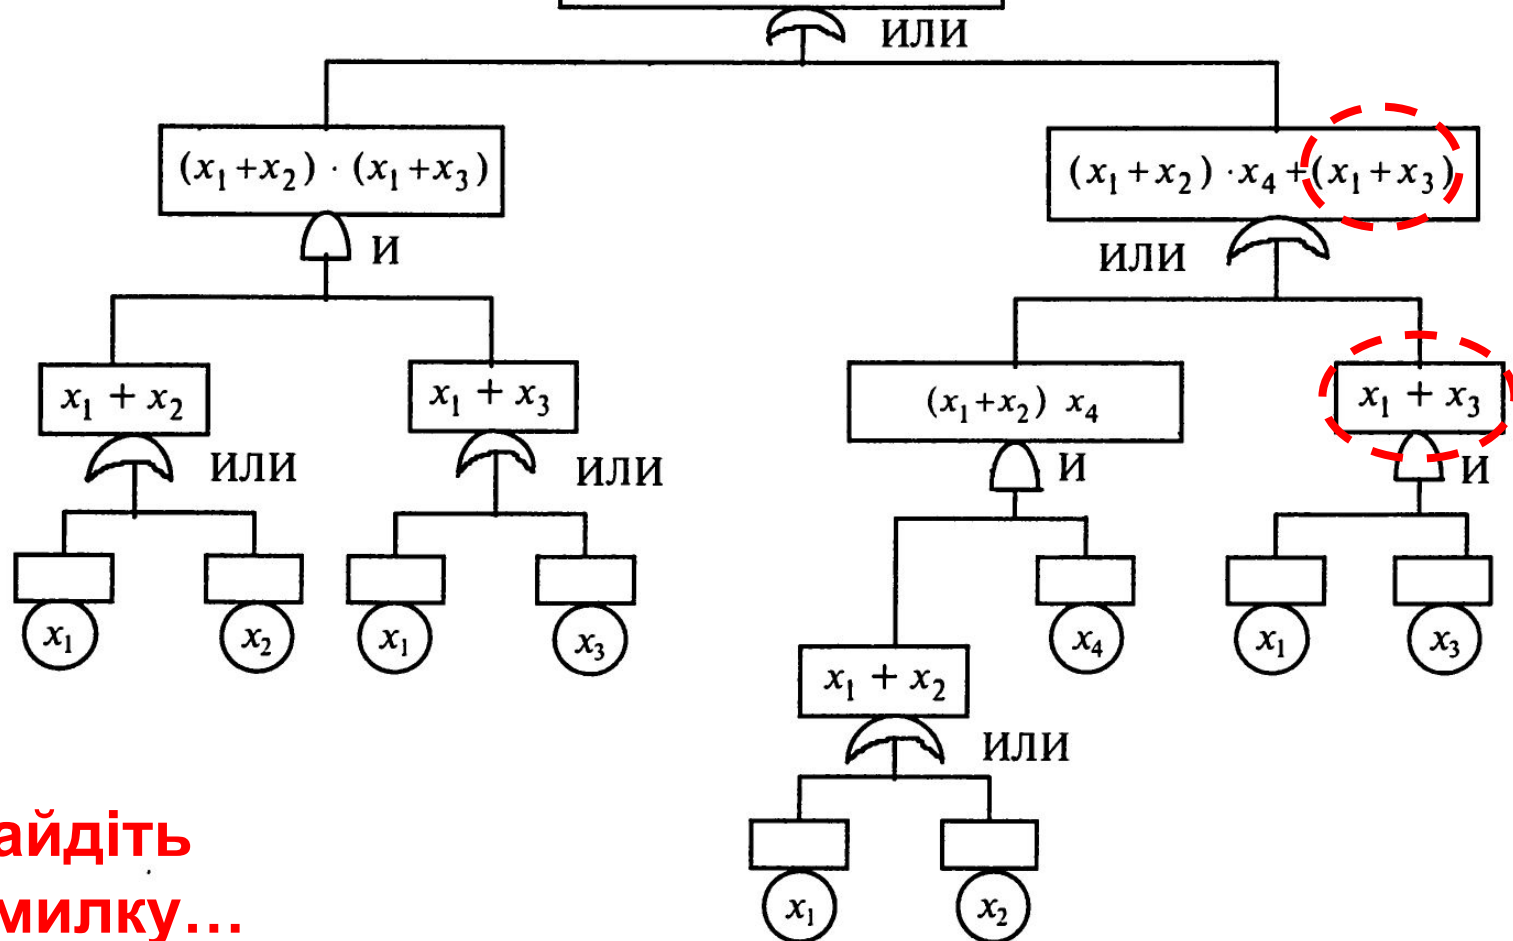 ИЛИ
(x₁+x₂) · (x₁+x₃)
(x₁+x₂) ·x₄+(x₁+x₃)
И
ИЛИ
x₁ + x₂
x₁ + x₃
(x₁+x₂) x₄
x₁ + x₃
ИЛИ
ИЛИ
И
И
x₁
x₂
x₁
x₃
x₄
x₁
x₃
x₁ + x₂
ИЛИ
айдіть
милку…
x₁
x₂